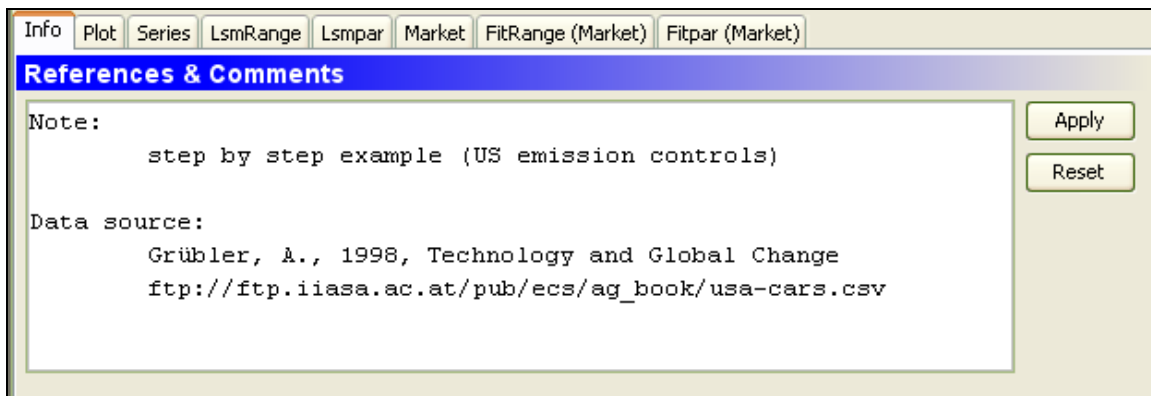 Info Plot Series LsmRange Lsmpar Market FitRange (Market) Fitpar (Market)
References & Comments
Note:
step by step example (US emission controls)
Data source:
Grübler, A., 1998, Technology and Global Change
ftp://ftp.iiasa.ac.at/pub/ecs/ag_book/usa-cars.csv
Apply
Reset